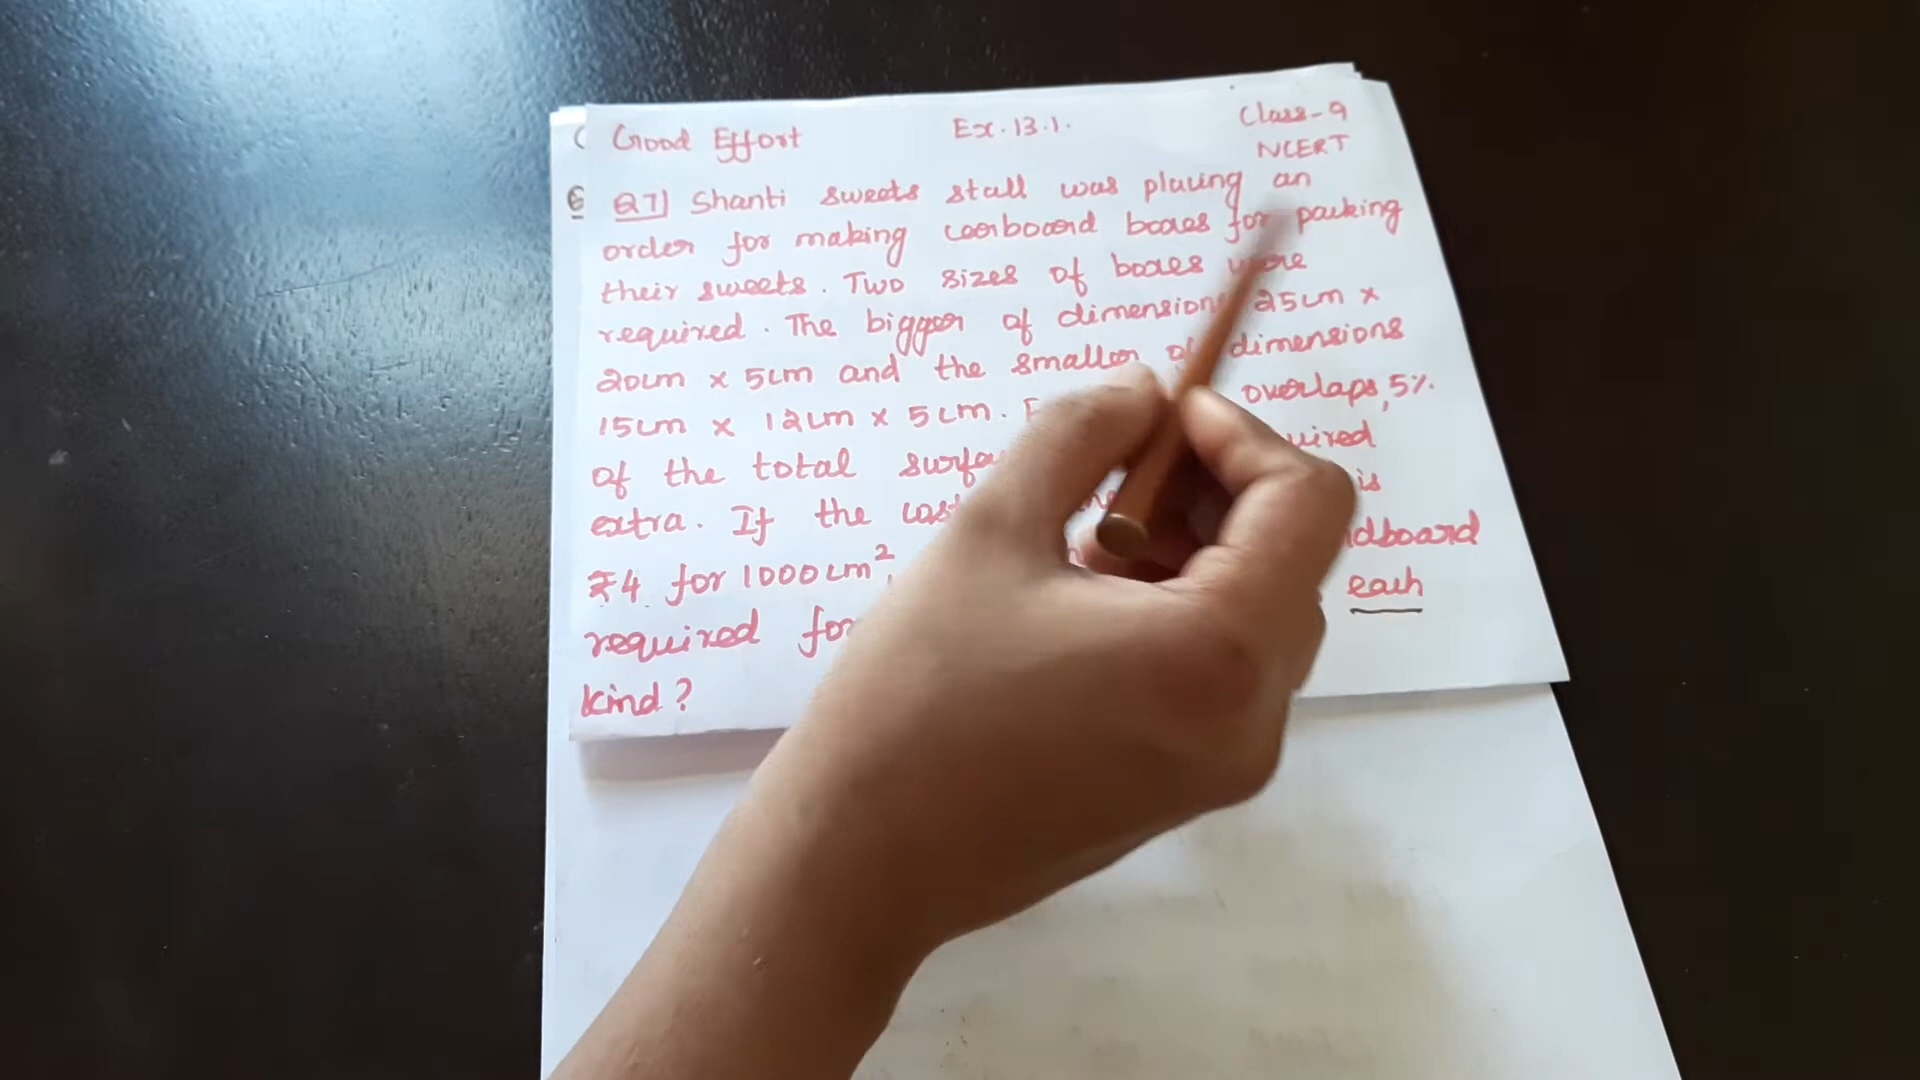 Good Effort Ex. 13.1. Class-9
NCERT
Q7) Shanti sweets stall was placing an
order for making corboord boxes for packing
their sweets. Two sizes of boxes were
required. The bigger of dimensions 25cm x
20cm x 5cm and the smaller of dimensions
15cm x 12cm x 5cm. overlaps, 5%
of the total
extra. If the is
₹4 for 1000cm²,
required for each
kind?